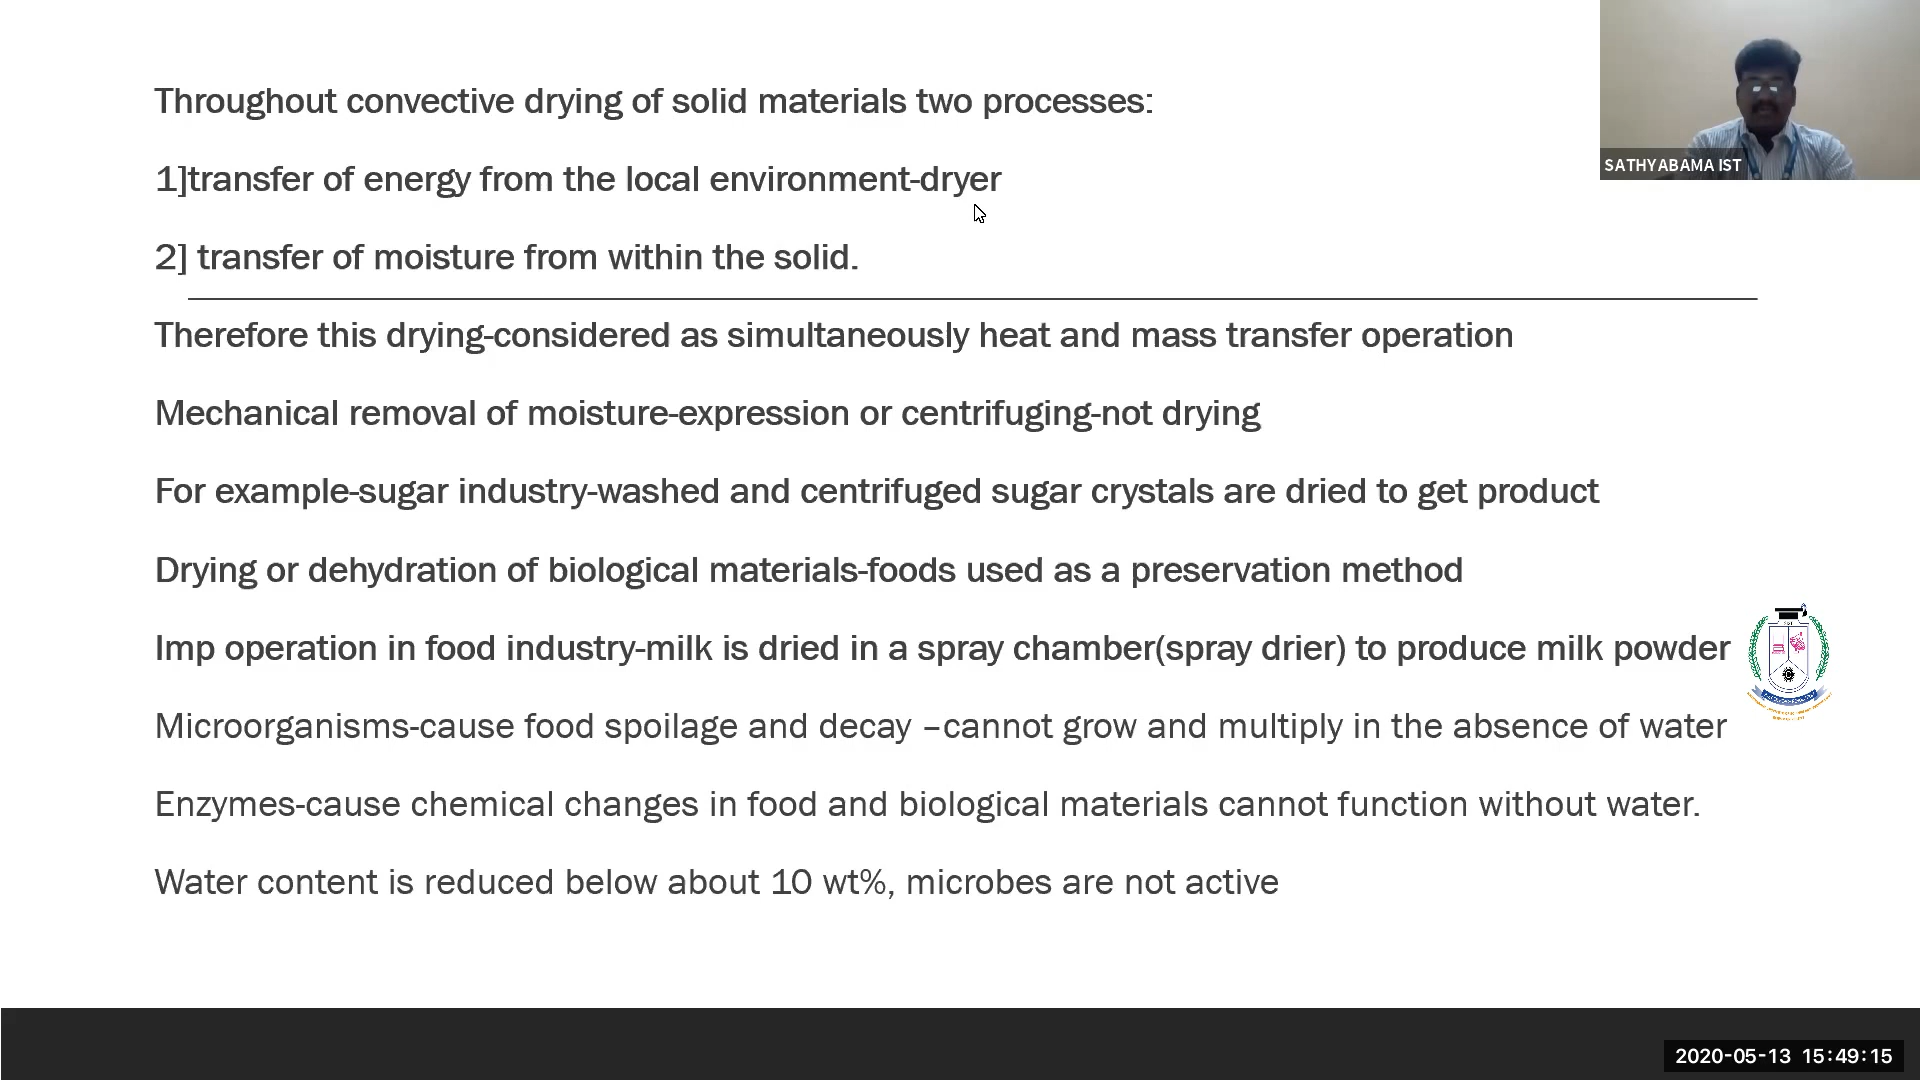 Throughout convective drying of solid materials two processes:
1]transfer of energy from the local environment-dryer
2] transfer of moisture from within the solid.
Therefore this drying-considered as simultaneously heat and mass transfer operation
Mechanical removal of moisture-expression or centrifuging-not drying
For example-sugar industry-washed and centrifuged sugar crystals are dried to get product
Drying or dehydration of biological materials-foods used as a preservation method
Imp operation in food industry-milk is dried in a spray chamber(spray drier) to produce milk powder
Microorganisms-cause food spoilage and decay –cannot grow and multiply in the absence of water
Enzymes-cause chemical changes in food and biological materials cannot function without water.
Water content is reduced below about 10 wt%, microbes are not active
SATHYABAMA IST
2020-05-13 15:49:15